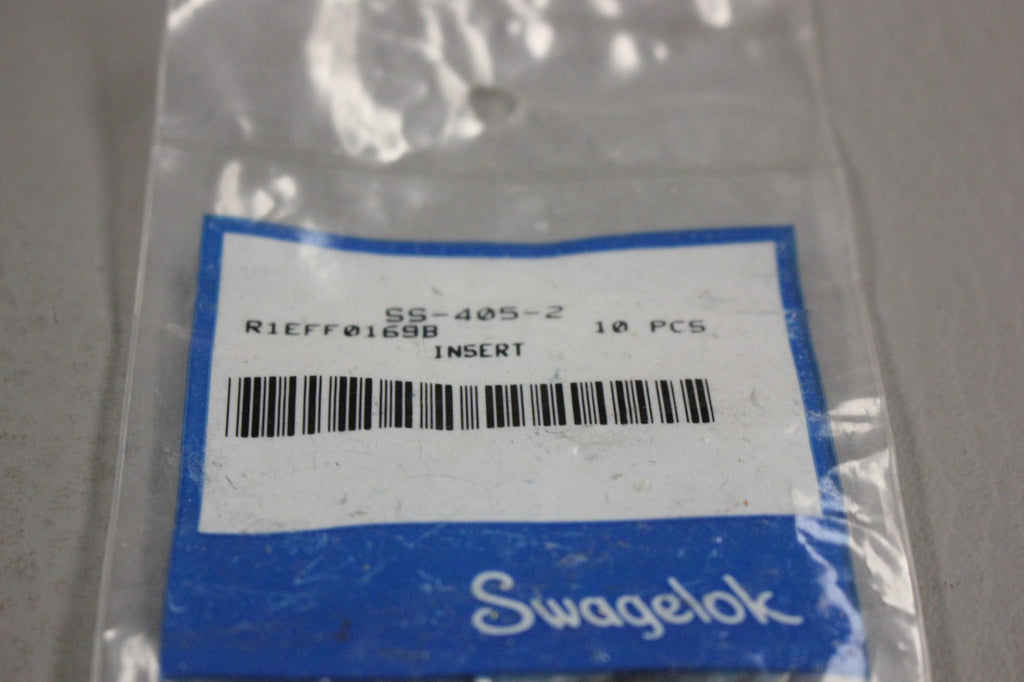 SS-405-2
R1EFF0169B 10 PCS
INSERT
Swagelok